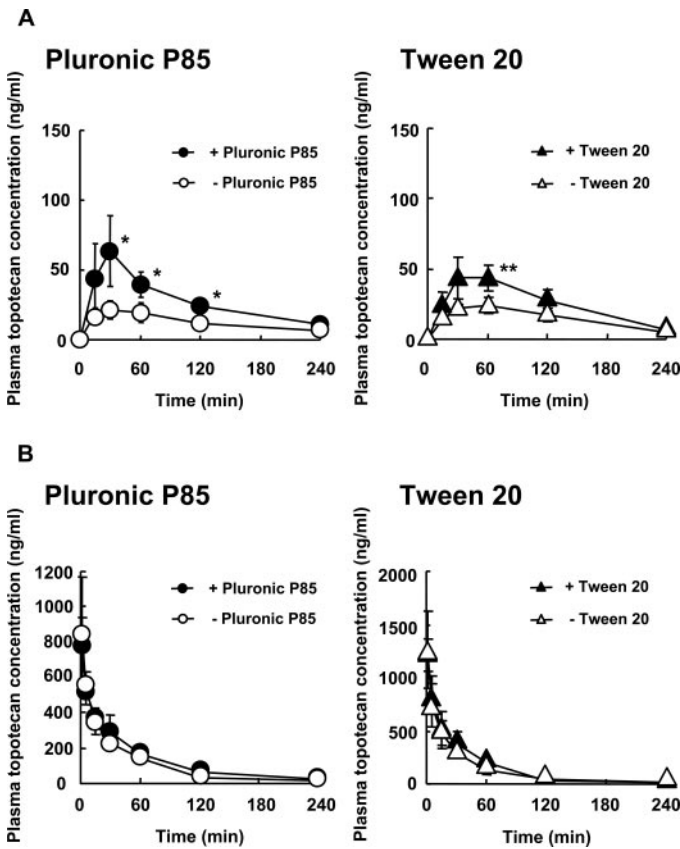 A
Pluronic P85
Tween 20
Plasma topotecan concentration (ng/ml)
150
100
50
0
+ Pluronic P85
- Pluronic P85
*
*
*
0 60 120 180 240
Time (min)
Plasma topotecan concentration (ng/ml)
150
100
50
0
+ Tween 20
- Tween 20
**
0 60 120 180 240
Time (min)
B
Pluronic P85
Tween 20
Plasma topotecan concentration (ng/ml)
1200
1000
800
600
400
200
0
+ Pluronic P85
- Pluronic P85
0 60 120 180 240
Time (min)
Plasma topotecan concentration (ng/ml)
2000
1500
1000
500
0
+ Tween 20
- Tween 20
0 60 120 180 240
Time (min)